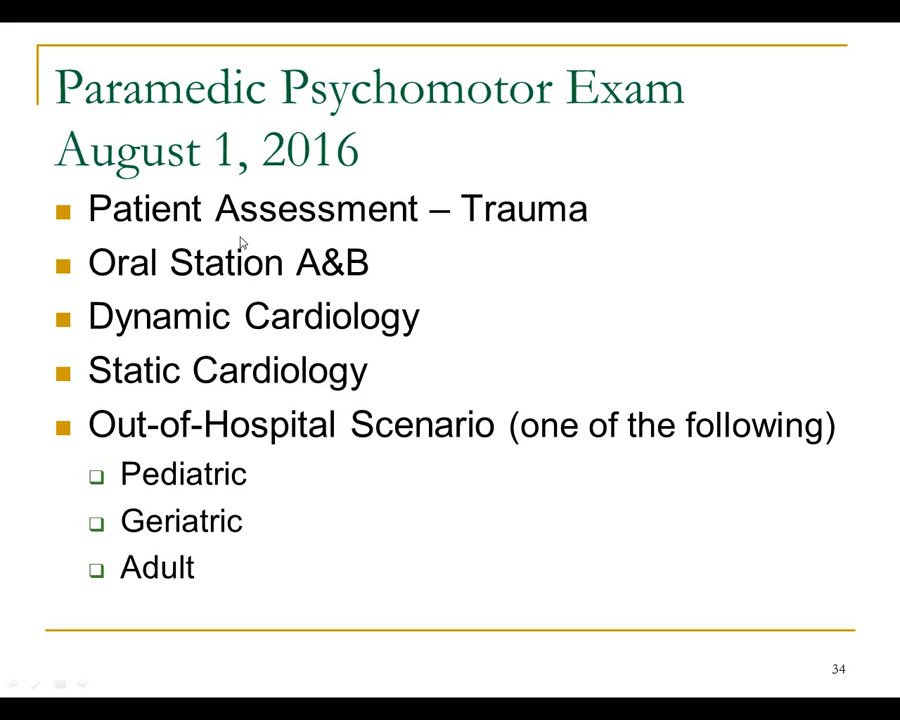 Paramedic Psychomotor Exam
August 1, 2016
Patient Assessment – Trauma
Oral Station A&B
Dynamic Cardiology
Static Cardiology
Out-of-Hospital Scenario (one of the following)
Pediatric
Geriatric
Adult
34